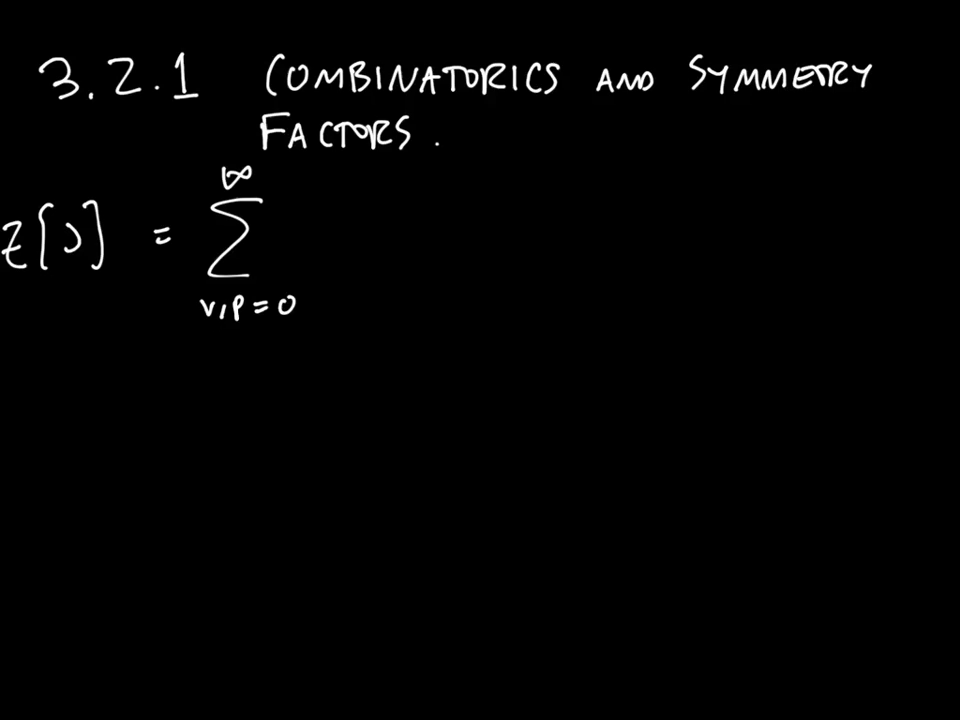 3.2.1 COMBINATORICS AND SYMMETRY
FACTORS.
∞
Z[J] = ∑
V,P=0